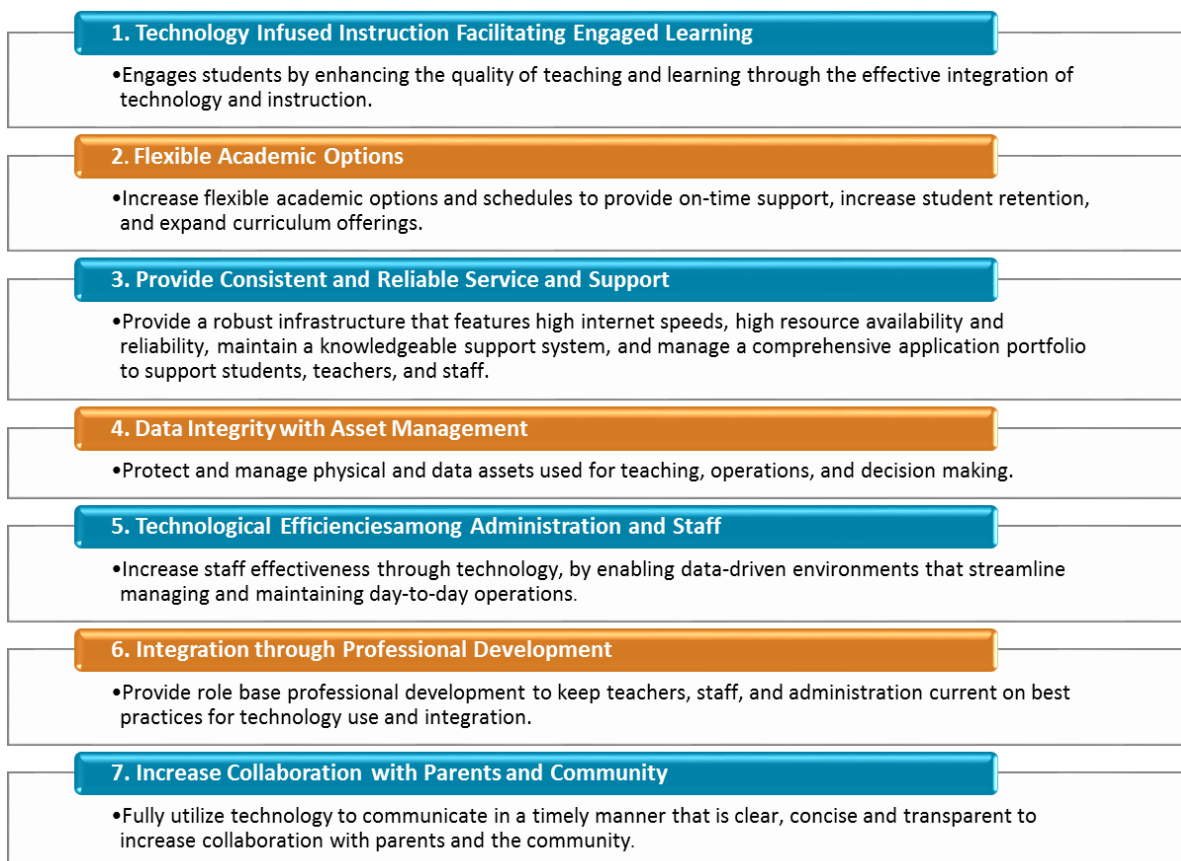 1. Technology Infused Instruction Facilitating Engaged Learning
•Engages students by enhancing the quality of teaching and learning through the effective integration of
technology and instruction.
2. Flexible Academic Options
•Increase flexible academic options and schedules to provide on-time support, increase student retention,
and expand curriculum offerings.
3. Provide Consistent and Reliable Service and Support
•Provide a robust infrastructure that features high internet speeds, high resource availability and
reliability, maintain a knowledgeable support system, and manage a comprehensive application portfolio
to support students, teachers, and staff.
4. Data Integrity with Asset Management
•Protect and manage physical and data assets used for teaching, operations, and decision making.
5. Technological Efficienciesamong Administration and Staff
•Increase staff effectiveness through technology, by enabling data-driven environments that streamline
managing and maintaining day-to-day operations.
6. Integration through Professional Development
•Provide role base professional development to keep teachers, staff, and administration current on best
practices for technology use and integration.
7. Increase Collaboration with Parents and Community
•Fully utilize technology to communicate in a timely manner that is clear, concise and transparent to
increase collaboration with parents and the community.